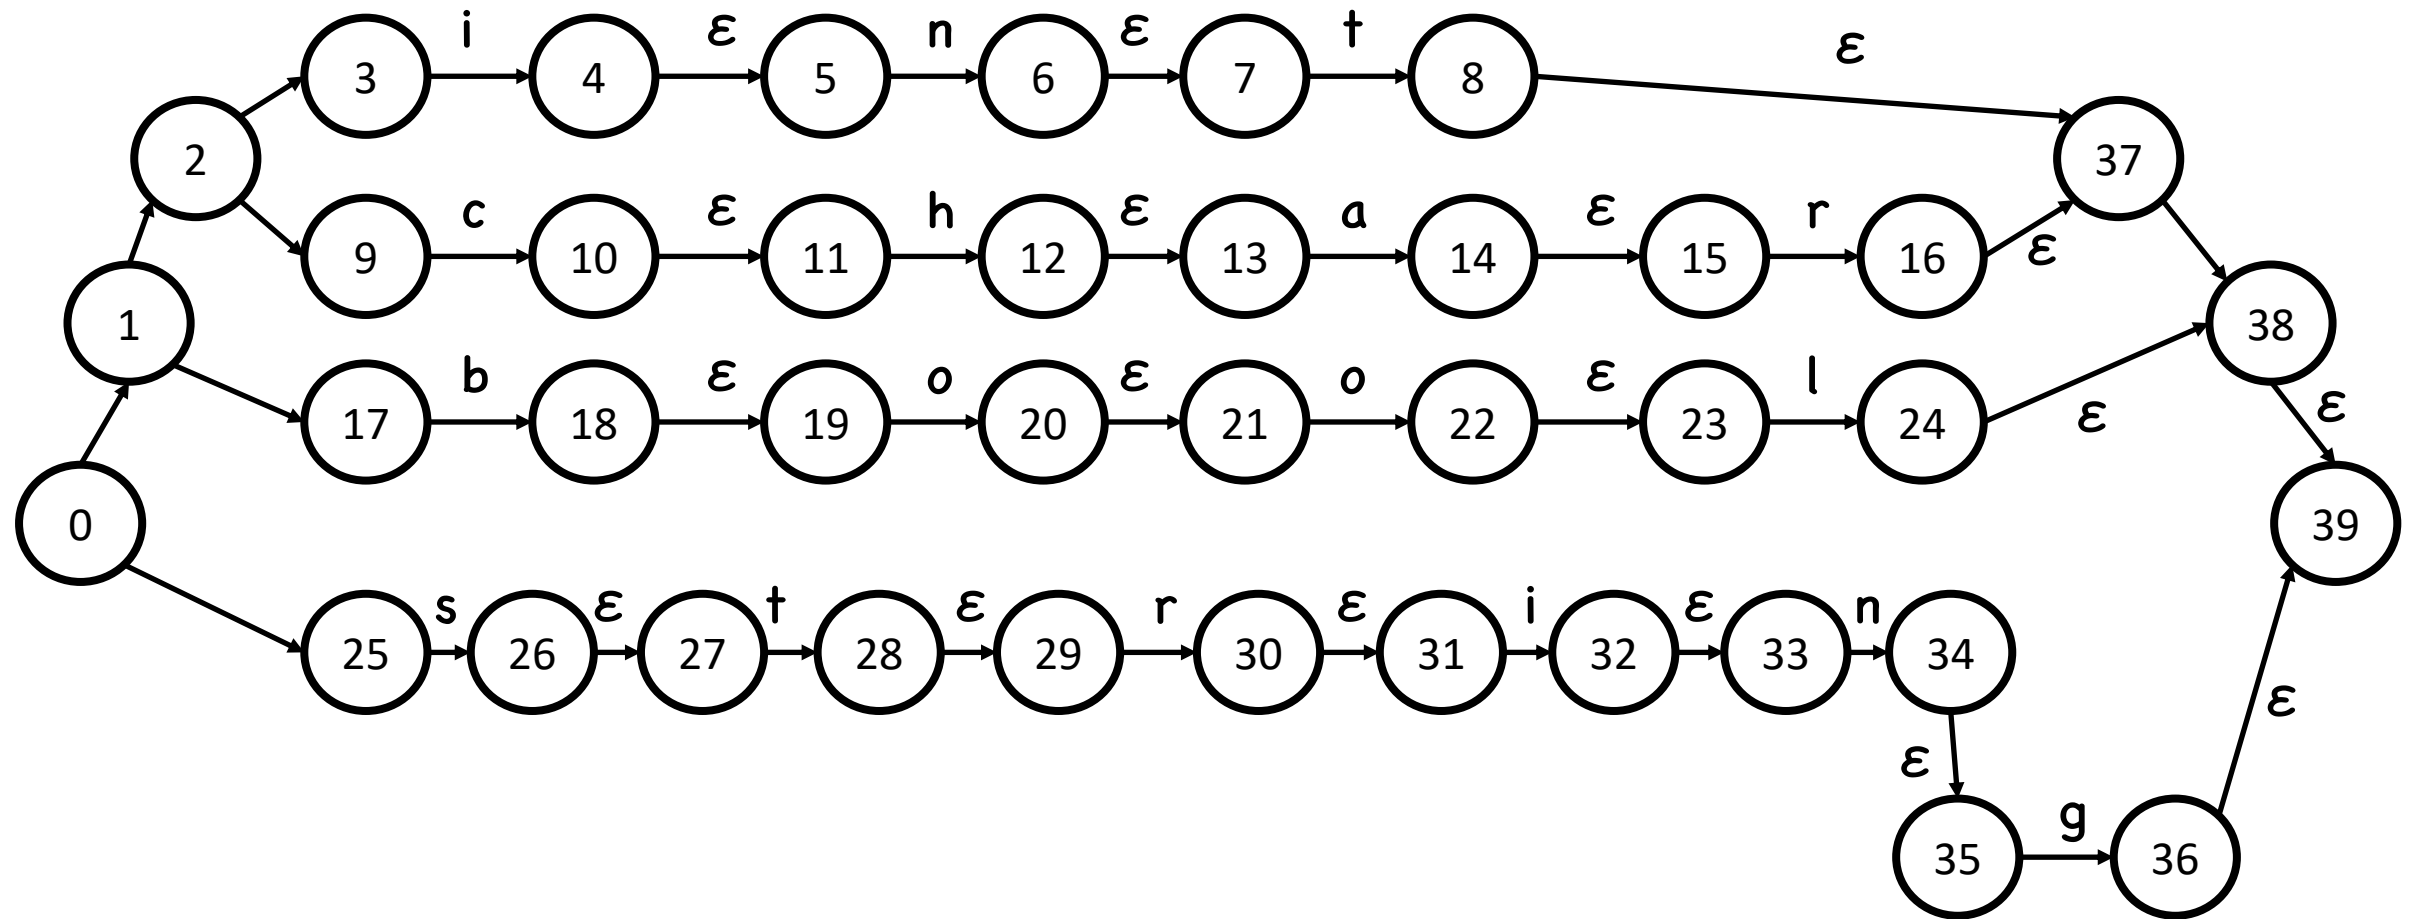 i ε n ε t ε
3 4 5 6 7 8
2 37
c ε h ε a ε r ε
9 10 11 12 13 14 15 16
1 38
b ε o ε o ε l ε ε
17 18 19 20 21 22 23 24
0 39
s ε t ε r ε i ε n
25 26 27 28 29 30 31 32 33 34
ε ε
g
35 36